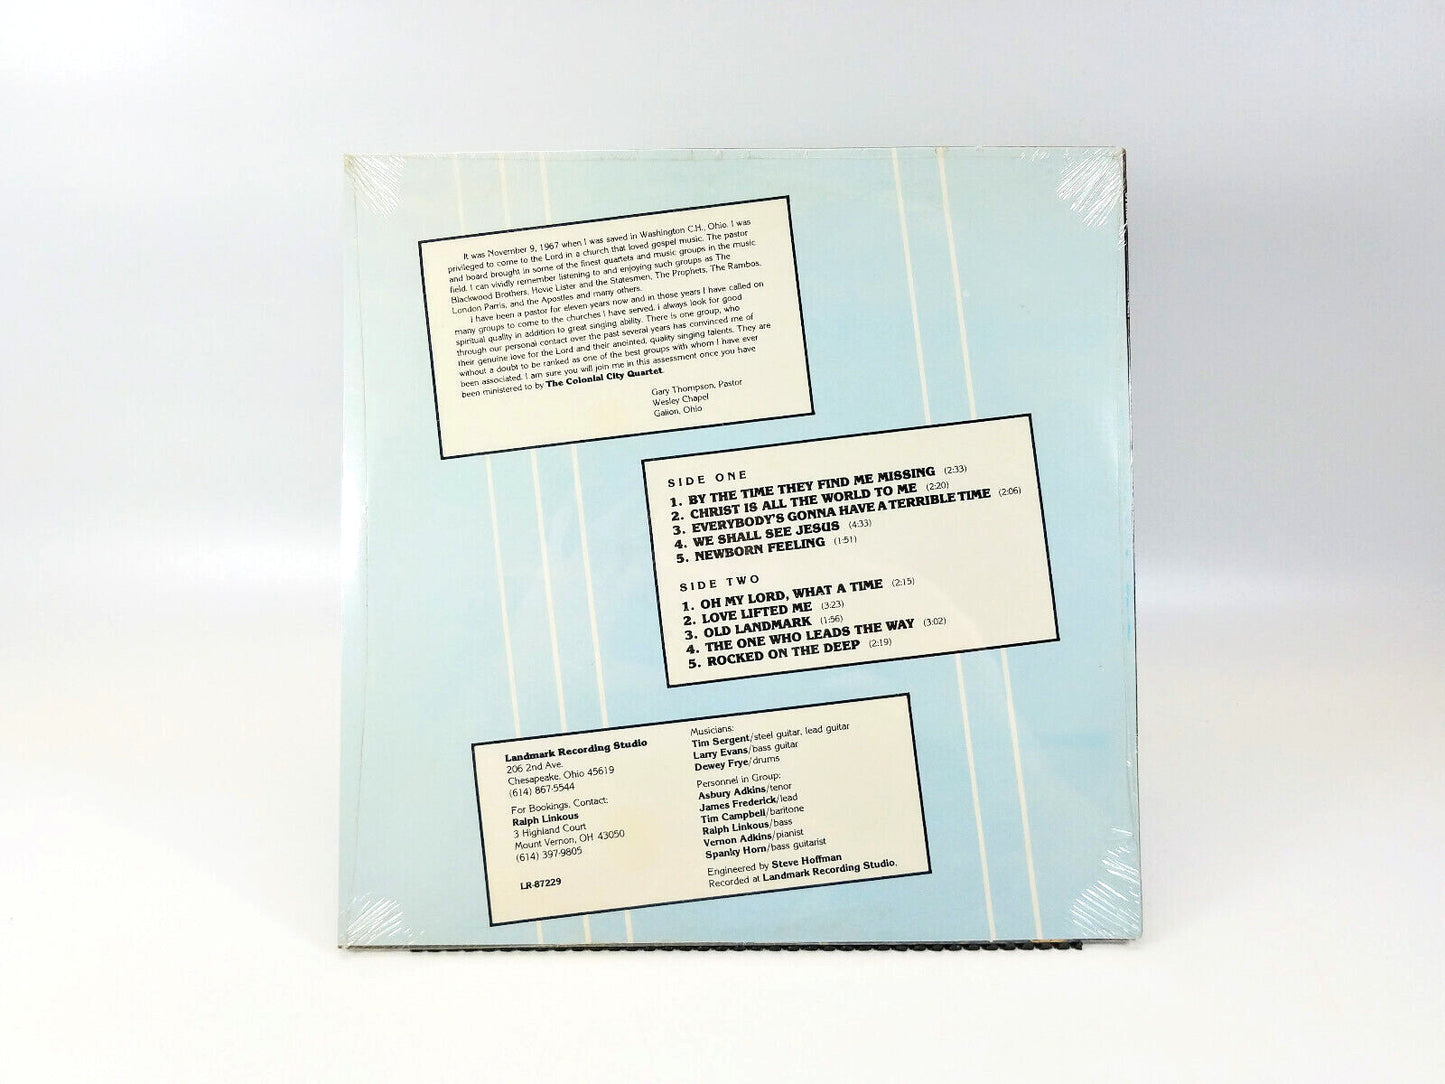 It was November 9, 1967 when I was saved in Washington C.H., Ohio. I was
privileged to come to the Lord in a church that loved gospel music. The pastor
and board brought in some of the finest quartets and music groups in the music
field. I can vividly remember listening to and enjoying such groups as The
Blackwood Brothers, Hovie Lister and the Statesmen, The Prophets, The Rambos,
London Parris, and the Apostles and many others.
I have been a pastor for eleven years now and in those years I have called on
many groups to come to the churches I have served. I always look for good
spiritual quality in addition to great singing ability. There is one group, who
through our personal contact over the past several years has convinced me of
their genuine love for the Lord and their anointed, quality singing talents. They are
without a doubt to be ranked as one of the best groups with whom I have ever
been associated. I am sure you will join me in this assessment once you have
been ministered to by The Colonial City Quartet.
Gary Thompson, Pastor
Wesley Chapel
Galion, Ohio
SIDE ONE
1. BY THE TIME THEY FIND ME MISSING (2:33)
2. CHRIST IS ALL THE WORLD TO ME (2:20)
3. EVERYBODY'S GONNA HAVE A TERRIBLE TIME (2:06)
4. WE SHALL SEE JESUS (4:33)
5. NEWBORN FEELING (1:51)
SIDE TWO
1. OH MY LORD, WHAT A TIME (2:15)
2. LOVE LIFTED ME (3:23)
3. OLD LANDMARK (1:56)
4. THE ONE WHO LEADS THE WAY (3:02)
5. ROCKED ON THE DEEP (2:19)
Landmark Recording Studio
206 2nd Ave.
Chesapeake, Ohio 45619
(614) 867-5544
For Bookings, Contact:
Ralph Linkous
3 Highland Court
Mount Vernon, OH 43050
(614) 397-9805
LR-87229
Musicians:
Tim Sergent/steel guitar, lead guitar
Larry Evans/bass guitar
Dewey Frye/drums
Personnel in Group:
Asbury Adkins/tenor
James Frederick/lead
Tim Campbell/baritone
Ralph Linkous/bass
Vernon Adkins/pianist
Spanky Horn/bass guitarist
Engineered by Steve Hoffman
Recorded at Landmark Recording Studio.